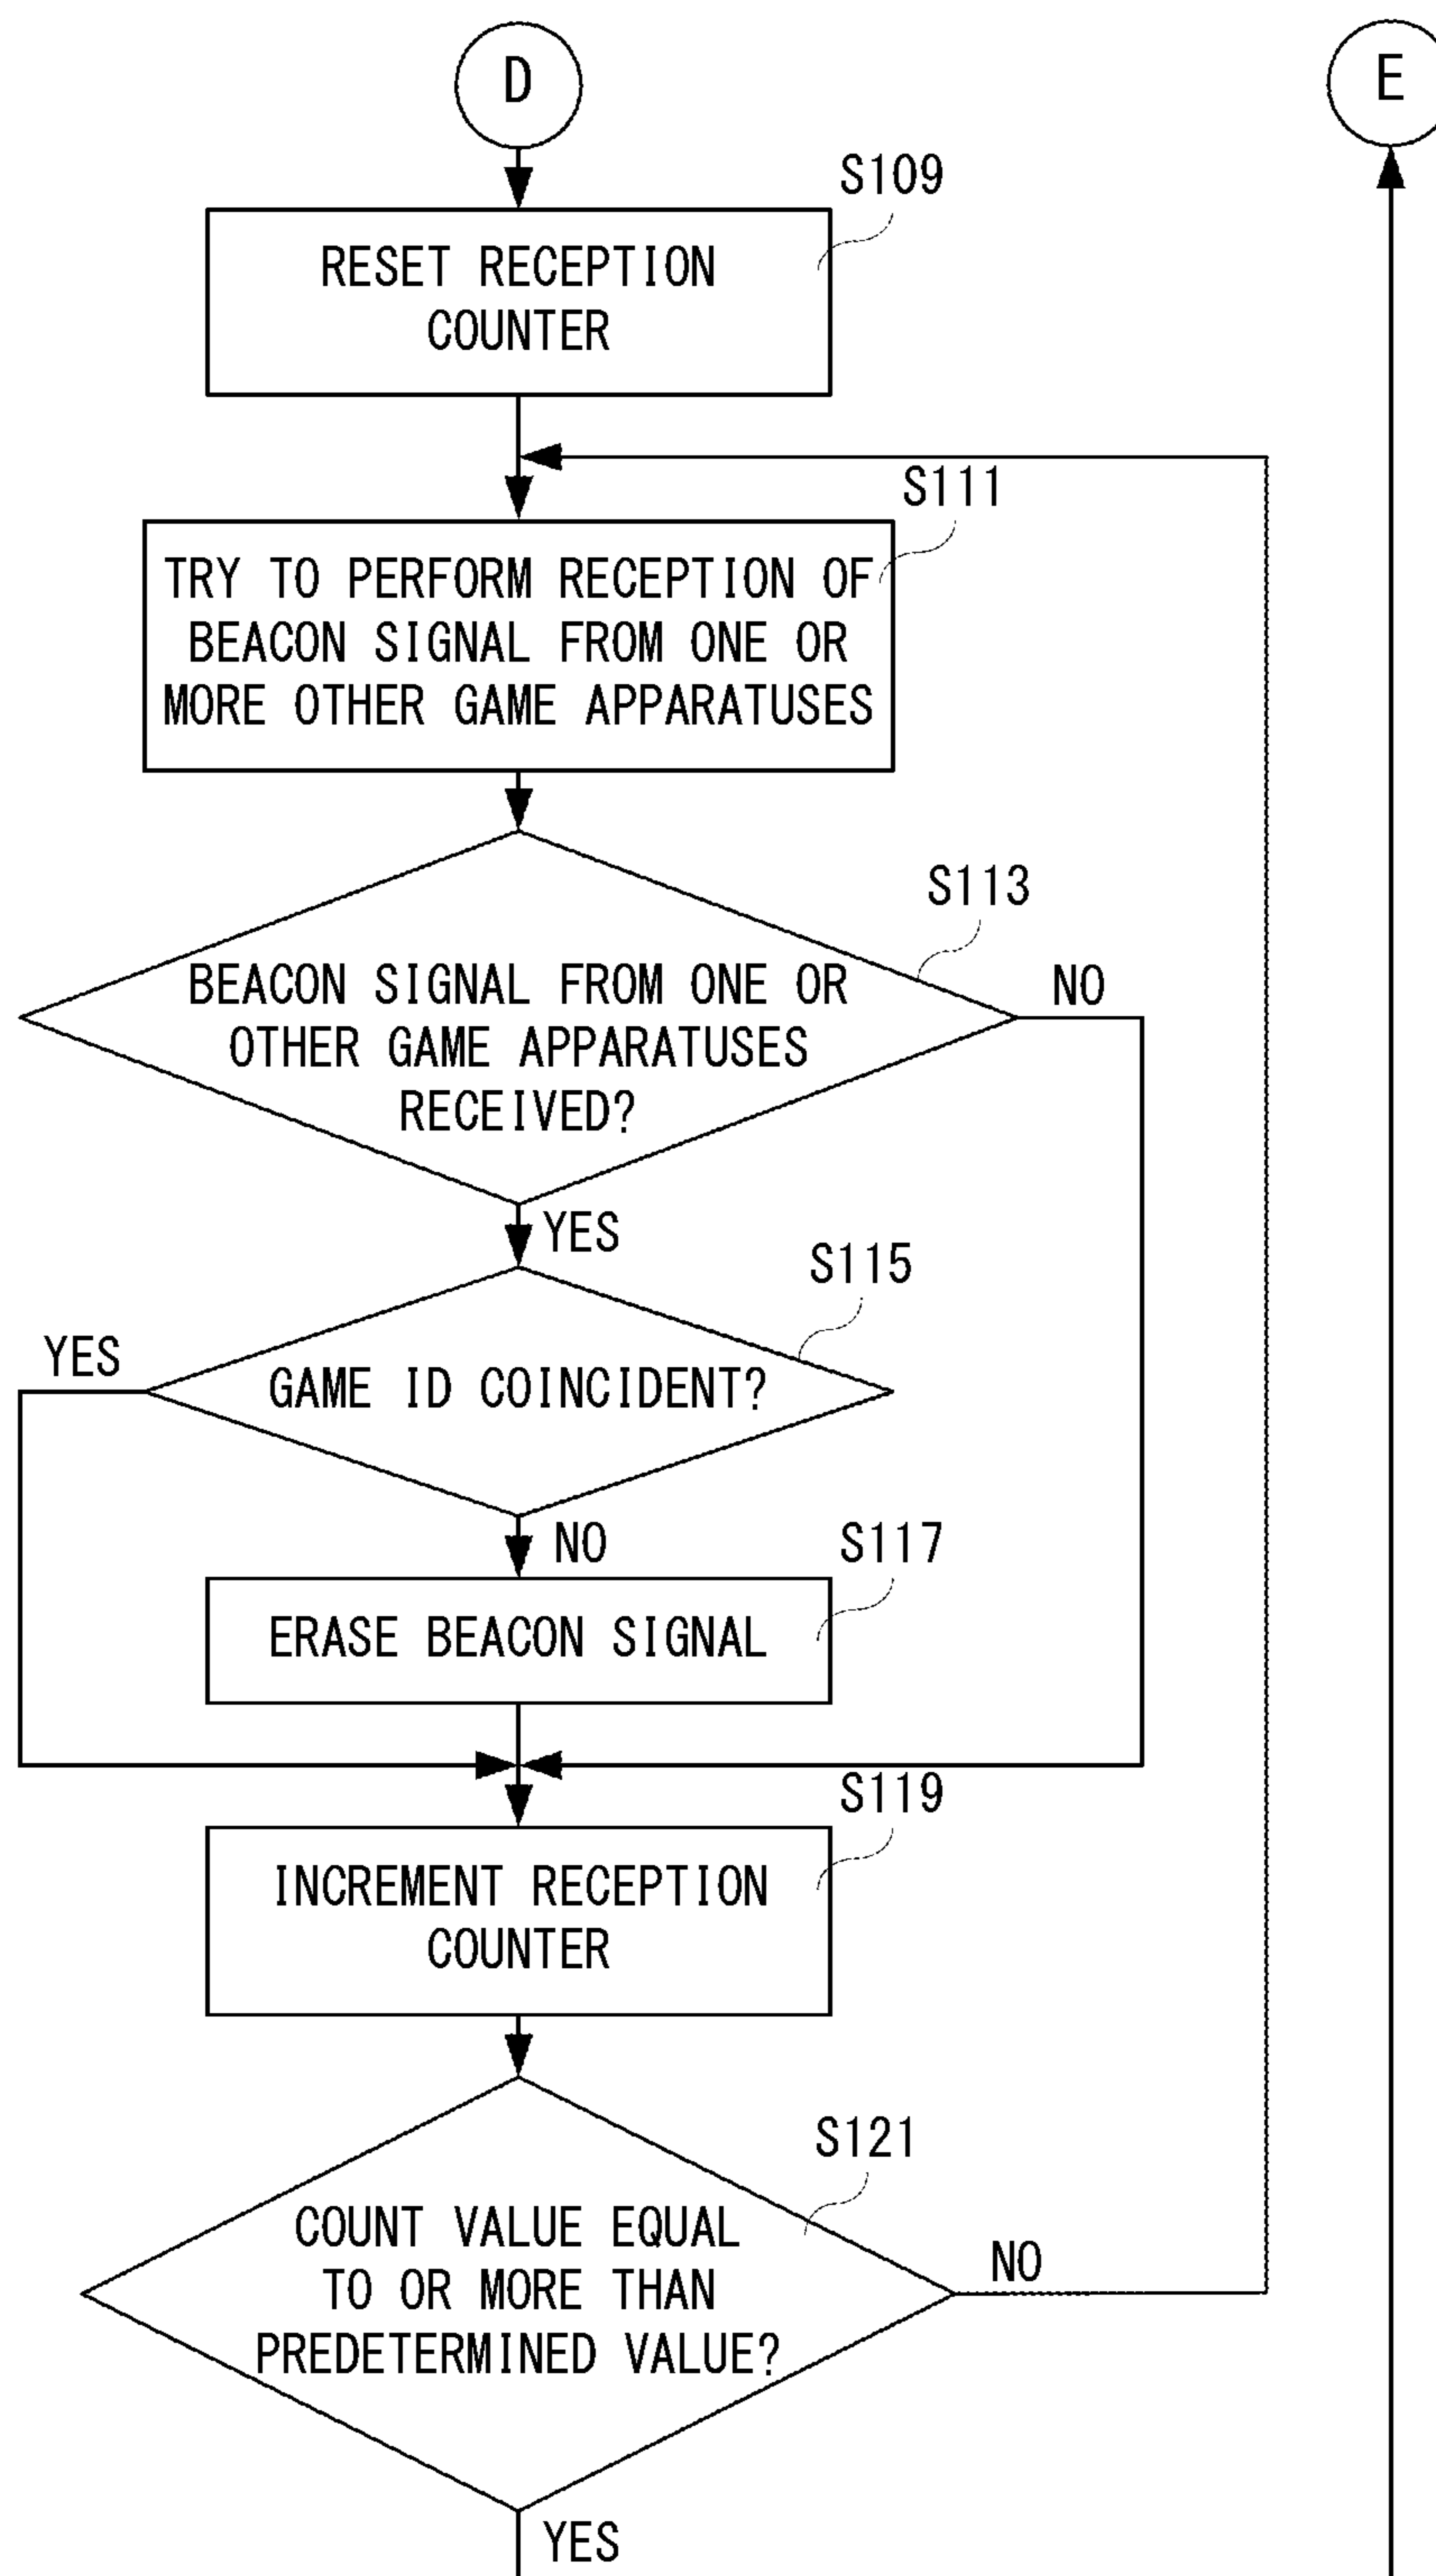 D
E
S109
RESET RECEPTION
COUNTER
S111
TRY TO PERFORM RECEPTION OF
BEACON SIGNAL FROM ONE OR
MORE OTHER GAME APPARATUSES
S113
BEACON SIGNAL FROM ONE OR
OTHER GAME APPARATUSES
RECEIVED?
NO
YES
S115
YES
GAME ID COINCIDENT?
NO
S117
ERASE BEACON SIGNAL
S119
INCREMENT RECEPTION
COUNTER
S121
COUNT VALUE EQUAL
TO OR MORE THAN
PREDETERMINED VALUE?
NO
YES